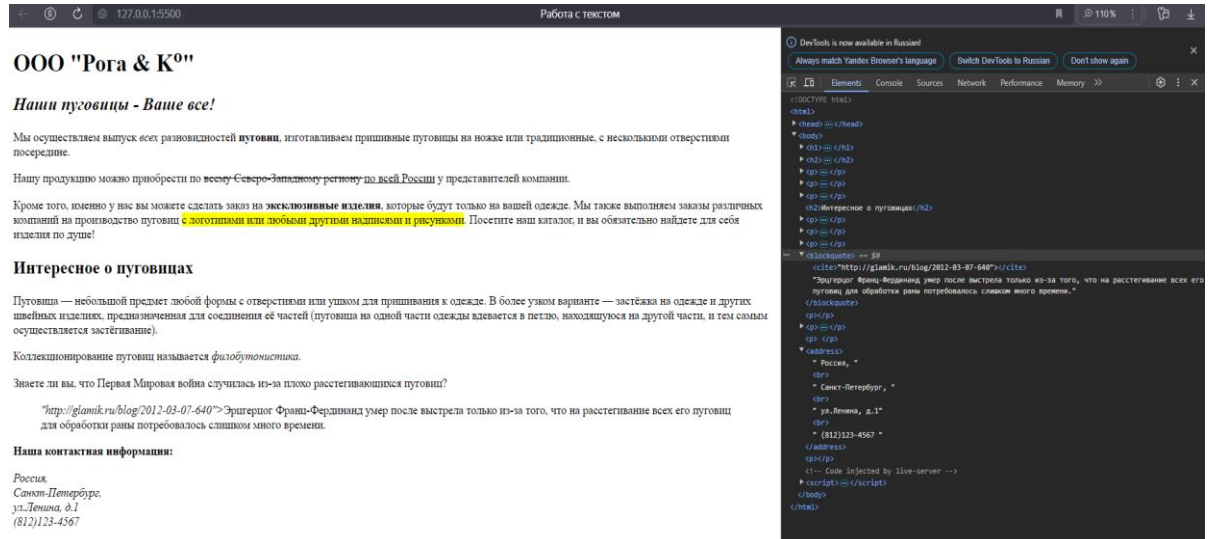 127.0.0.1:5500
Работа с текстом
110%
ООО "Рога & Kº"
Наши пуговицы - Ваше все!
Мы осуществляем выпуск всех разновидностей пуговиц, изготавливаем пришивные пуговицы на ножке или традиционные, с несколькими отверстиями
посередине.
Нашу продукцию можно приобрести по всему Северо-Западному региону по всей России у представителей компании.
Кроме того, именно у нас вы можете сделать заказ на эксклюзивные изделия, которые будут только на вашей одежде. Мы также выполняем заказы различных
компаний на производство пуговиц с логотипами или любыми другими надписями и рисунками. Посетите наш каталог, и вы обязательно найдете для себя
изделия по душе!
Интересное о пуговицах
Пуговица — небольшой предмет любой формы с отверстиями или ушком для пришивания к одежде. В более узком варианте — застёжка на одежде и других
швейных изделиях, предназначенная для соединения её частей (пуговица на одной части одежды вдевается в петлю, находящуюся на другой части, и тем самым
осуществляется застёгивание).
Коллекционирование пуговиц называется филобутонистика.
Знаете ли вы, что Первая Мировая война случилась из-за плохо расстегивающихся пуговиц?
"http://glamik.ru/blog/2012-03-07-640">Эрцгерцог Франц-Фердинанд умер после выстрела только из-за того, что на расстегивание всех его пуговиц
для обработки раны потребовалось слишком много времени.
Наша контактная информация:
Россия,
Санкт-Петербург,
ул.Ленина, д.1
(812)123-4567
DevTools is now available in Russian!
Always match Yandex Browser's language Switch DevTools to Russian Don't show again
Elements Console Sources Network Performance Memory
<!DOCTYPE html>
<html>
<head> </head>
<body>
<h1> </h1>
<h2> </h2>
<p> </p>
<p> </p>
<p> </p>
<h2>Интересное о пуговицах</h2>
<p> </p>
<p> </p>
<p> </p>
<blockquote> == $0
<cite>"http://glamik.ru/blog/2012-03-07-640"></cite>
"Эрцгерцог Франц-Фердинанд умер после выстрела только из-за того, что на расстегивание всех его
пуговиц для обработки раны потребовалось слишком много времени."
</blockquote>
<p></p>
<p> </p>
<p> </p>
<address>
" Россия, "
<br>
" Санкт-Петербург, "
<br>
" ул.Ленина, д.1"
<br>
" (812)123-4567 "
</address>
<p></p>
<!-- Code injected by live-server -->
<script> </script>
</body>
</html>